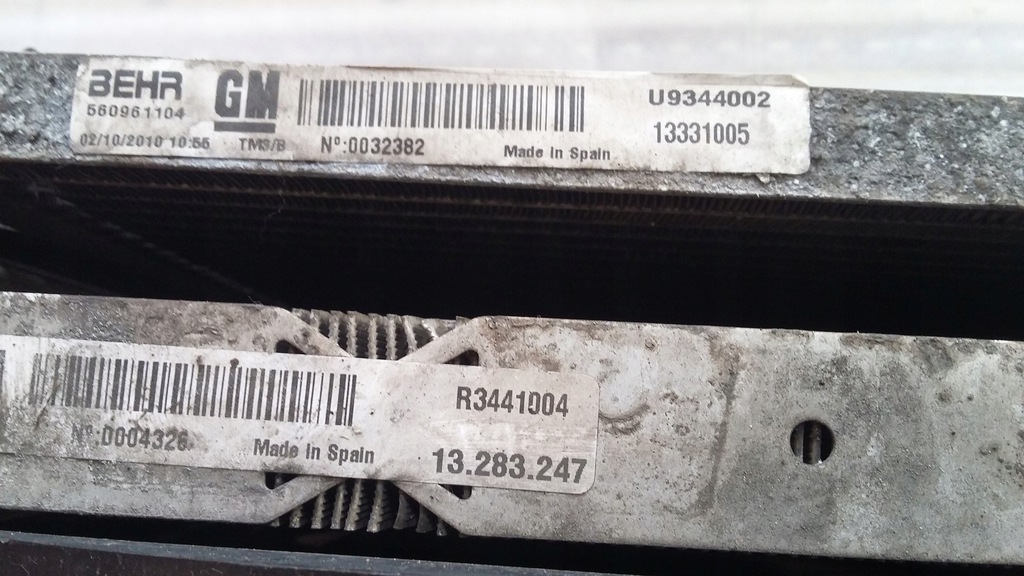 BEHR GM
560961104
02/10/2010 10:55 TM3/B Nº:0032382 Made in Spain
U9344002
13331005
Nº:0004326 Made in Spain
R3441004
13.283.247